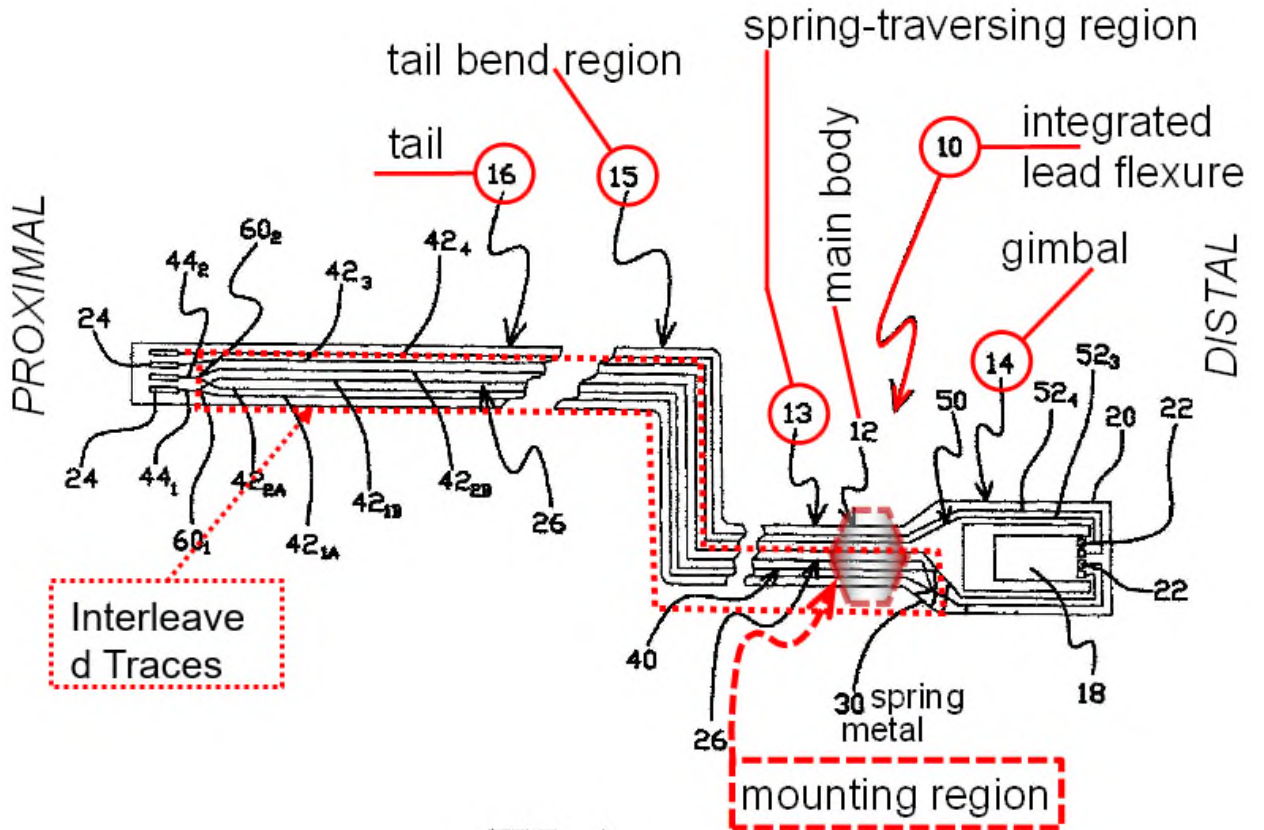 spring-traversing region
tail bend region
tail
16
15
main body
10
integrated
lead flexure
gimbal
PROXIMAL
DISTAL
60₂
44₂
42₃
42₄
24
14
52₃
52₄
20
22
50
13
12
24
44₁
42₂A
60₁
42₁A
42₁B
42₂B
26
22
Interleave
d Traces
40
26
30 spring
metal
18
mounting region